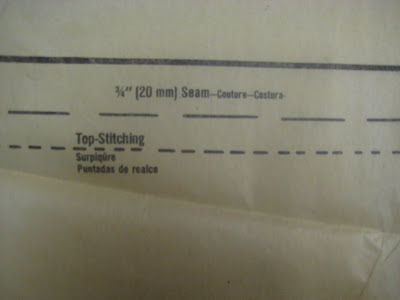 ¾" (20 mm) Seam–Couture–Costura-
Top-Stitching
Surpiqûre
Puntadas de realce